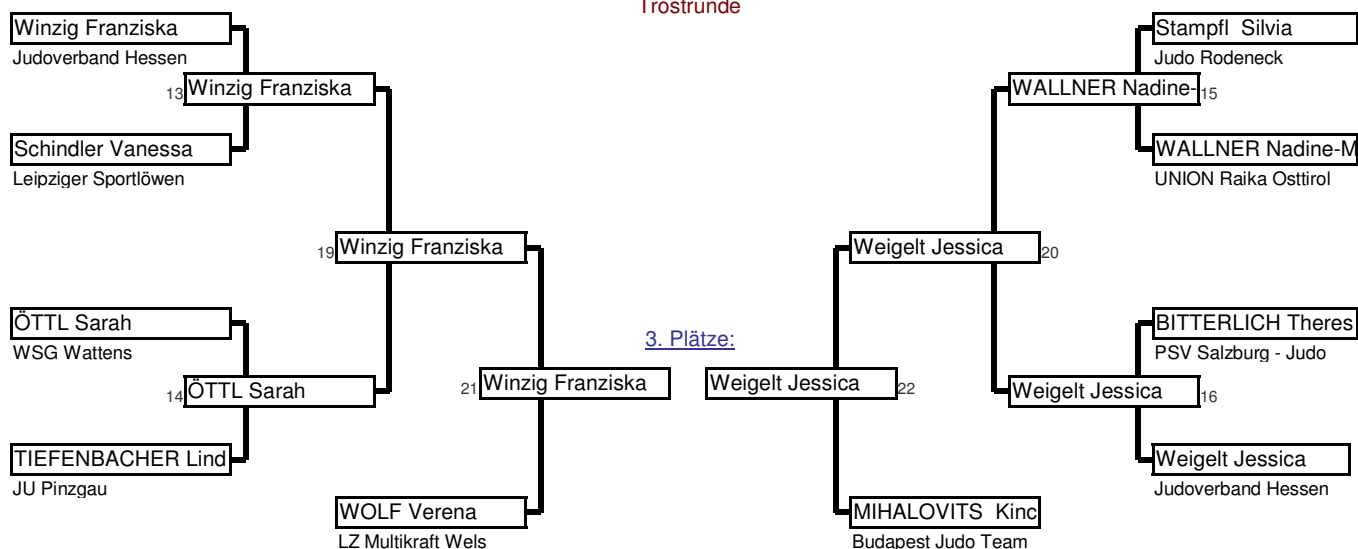 Trostrunde
Winzig Franziska
Judoverband Hessen
13 Winzig Franziska
Schindler Vanessa
Leipziger Sportlöwen
19 Winzig Franziska
ÖTTL Sarah
WSG Wattens
14 ÖTTL Sarah
TIEFENBACHER Lind
JU Pinzgau
21 Winzig Franziska
WOLF Verena
LZ Multikraft Wels
3. Plätze:
Stampfl Silvia
Judo Rodeneck
WALLNER Nadine- 15
WALLNER Nadine-M
UNION Raika Osttirol
Weigelt Jessica 20
BITTERLICH Theres
PSV Salzburg - Judo
Weigelt Jessica 22
Weigelt Jessica 16
Weigelt Jessica
Judoverband Hessen
MIHALOVITS Kinc
Budapest Judo Team